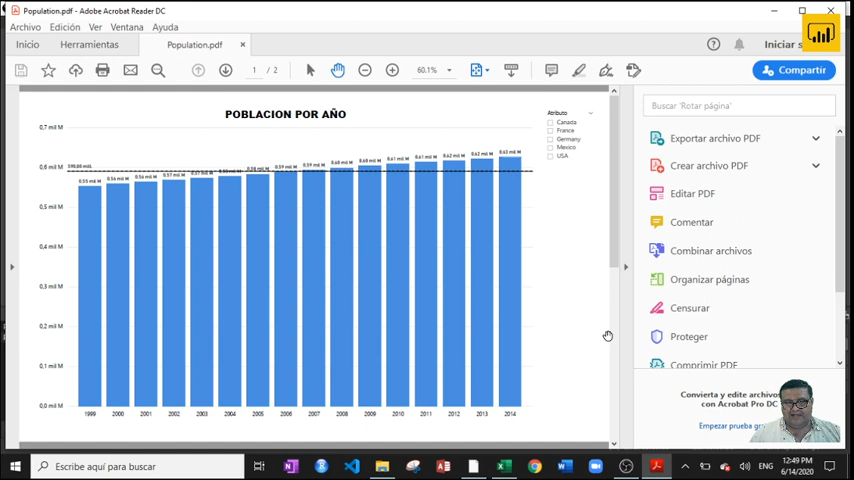 Population.pdf - Adobe Acrobat Reader DC
Archivo Edición Ver Ventana Ayuda
Inicio Herramientas Population.pdf × Iniciar s
1 / 2 60.1% Compartir
POBLACION POR AÑO
Atributo
Canada
France
Germany
Mexico
USA
0,7 mil M
0,6 mil M
0,5 mil M
0,4 mil M
0,3 mil M
0,2 mil M
0,1 mil M
0,0 mil M
0.55 mil M 0.56 mil M 0.56 mil M 0.57 mil M 0.59 mil M 0.59 mil M 0.60 mil M 0.60 mil M 0.61 mil M 0.61 mil M 0.62 mil M 0.62 mil M 0.63 mil M
1999 2000 2001 2002 2003 2004 2005 2006 2007 2008 2009 2010 2011 2012 2013 2014
Buscar 'Rotar página'
Exportar archivo PDF
Crear archivo PDF
Editar PDF
Comentar
Combinar archivos
Organizar páginas
Censurar
Proteger
Comprimir PDF
Convierta y edite archivos
con Acrobat Pro DC
Empezar prueba
Escribe aquí para buscar
ENG
12:49 PM
6/14/2020